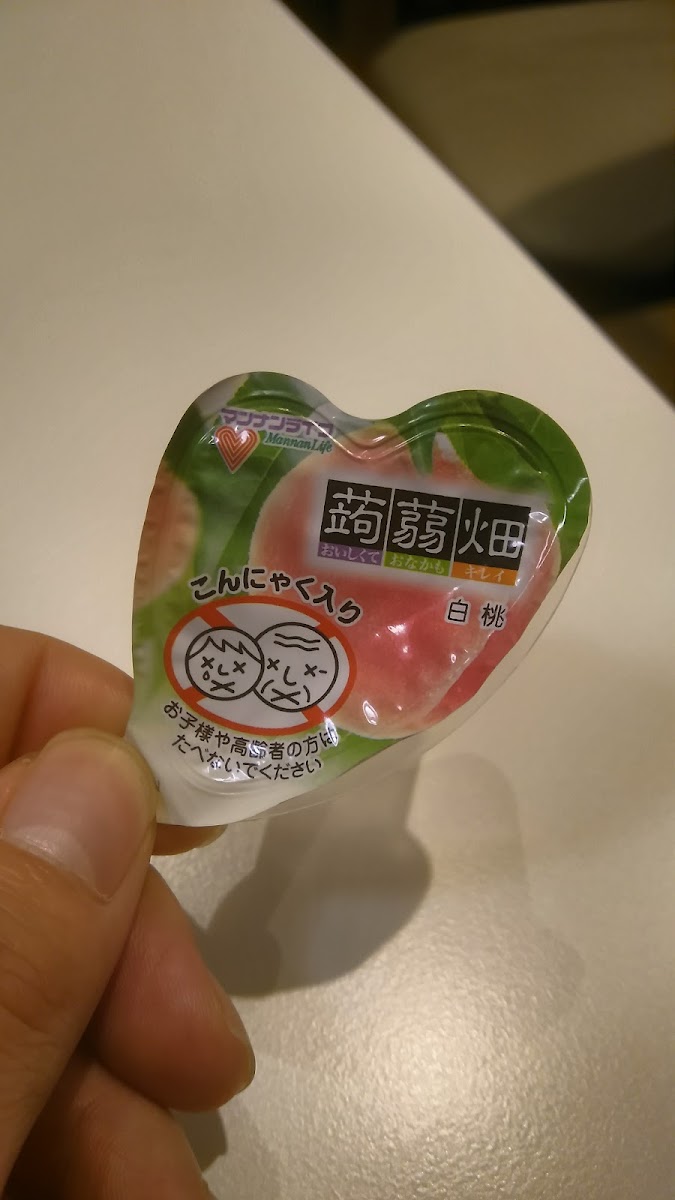 マンナンライフ
MannanLife
蒟蒻畑
おいしくて おなかも キレイ
白桃
こんにゃく入り
お子様や高齢者の方は
たべないでください